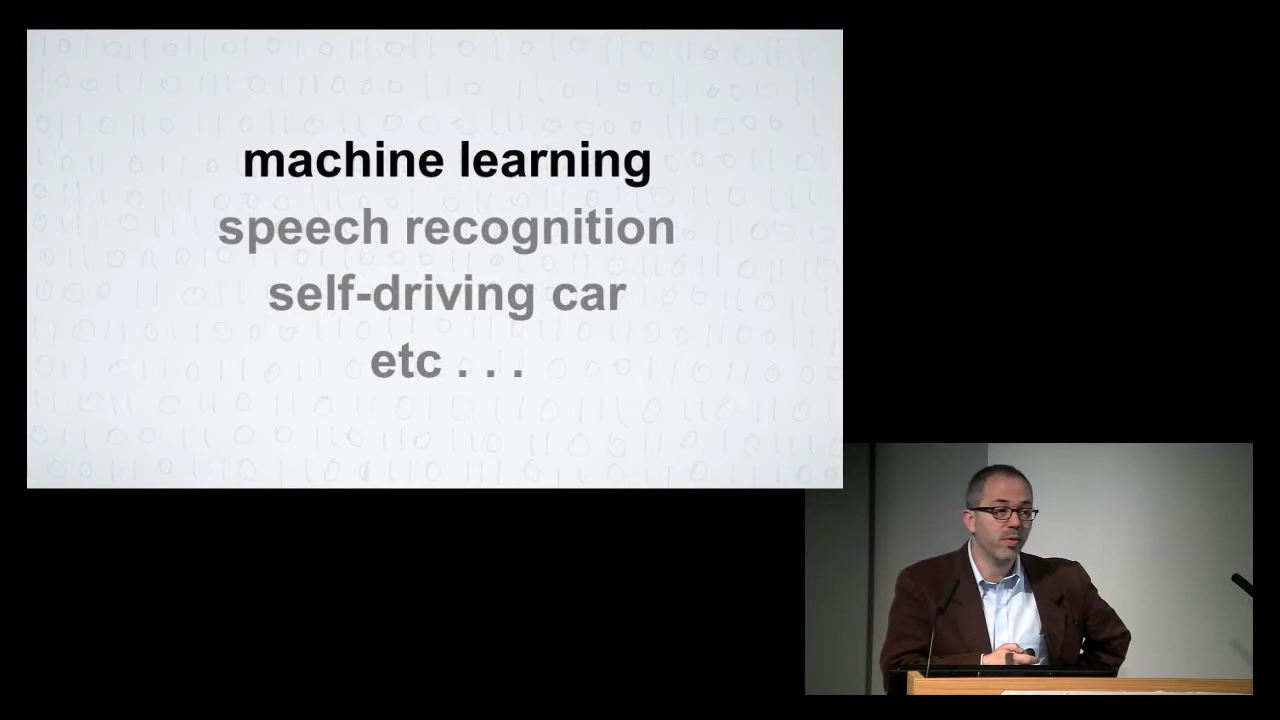 machine learning
speech recognition
self-driving car
etc . . .